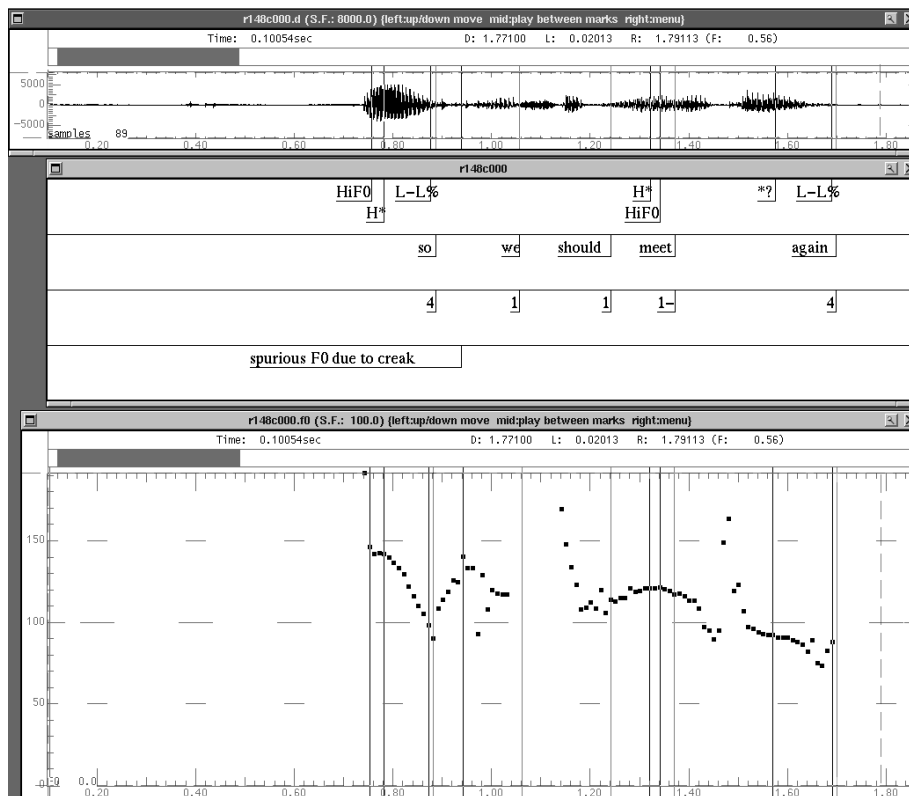 r148c000.d (S.F.: 8000.0) {left:up/down move mid:play between marks right:menu}
Time: 0.10054sec D: 1.77100 L: 0.02013 R: 1.79113 (F: 0.56)
5000
0
-5000
samples 89
0.20 0.40 0.60 0.80 1.00 1.20 1.40 1.60 1.80
r148c000
HiF0 L-L% H* *? L-L%
H* HiF0
so we should meet again
4 1 1 1- 4
spurious F0 due to creak
r148c000.f0 (S.F.: 100.0) {left:up/down move mid:play between marks right:menu}
Time: 0.10054sec D: 1.77100 L: 0.02013 R: 1.79113 (F: 0.56)
150
100
50
0 0.0
0.20 0.40 0.60 0.80 1.00 1.20 1.40 1.60 1.80